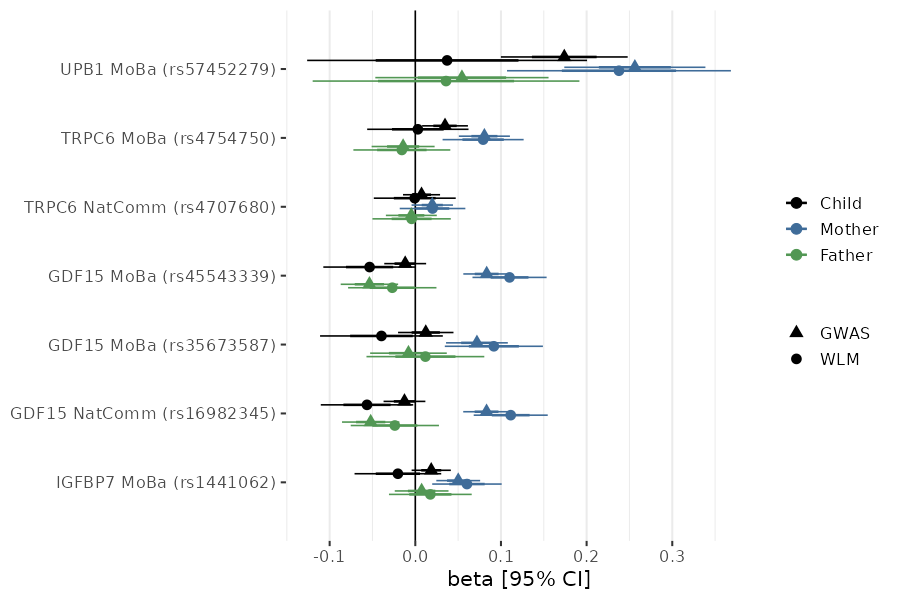 UPB1 MoBa (rs57452279)
TRPC6 MoBa (rs4754750)
TRPC6 NatComm (rs4707680)
GDF15 MoBa (rs45543339)
GDF15 MoBa (rs35673587)
GDF15 NatComm (rs16982345)
IGFBP7 MoBa (rs1441062)
-0.1 0.0 0.1 0.2 0.3
beta [95% CI]
Child
Mother
Father
GWAS
WLM